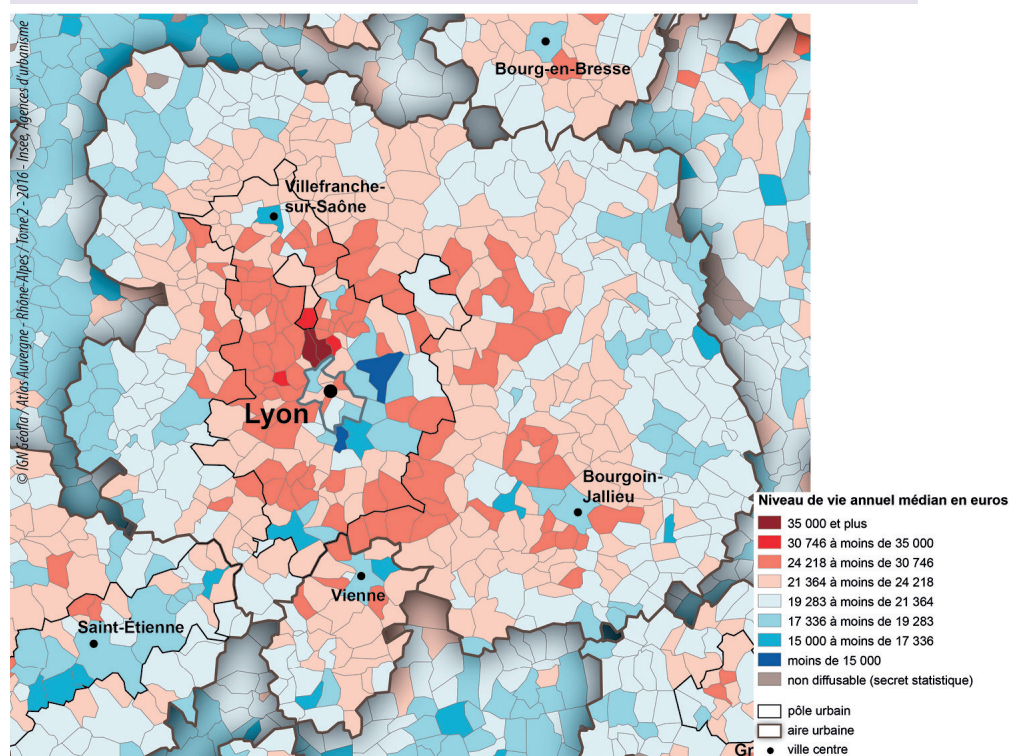 © IGN Géofla / Atlas Auvergne - Rhône-Alpes / Tome 2 - 2016 - Insee, Agences d'urbanisme
Bourg-en-Bresse
Villefranche-
sur-Saône
Lyon
Bourgoin-
Jallieu
Vienne
Saint-Étienne
Gr
Niveau de vie annuel médian en euros
35 000 et plus
30 746 à moins de 35 000
24 218 à moins de 30 746
21 364 à moins de 24 218
19 283 à moins de 21 364
17 336 à moins de 19 283
15 000 à moins de 17 336
moins de 15 000
non diffusable (secret statistique)
pôle urbain
aire urbaine
ville centre